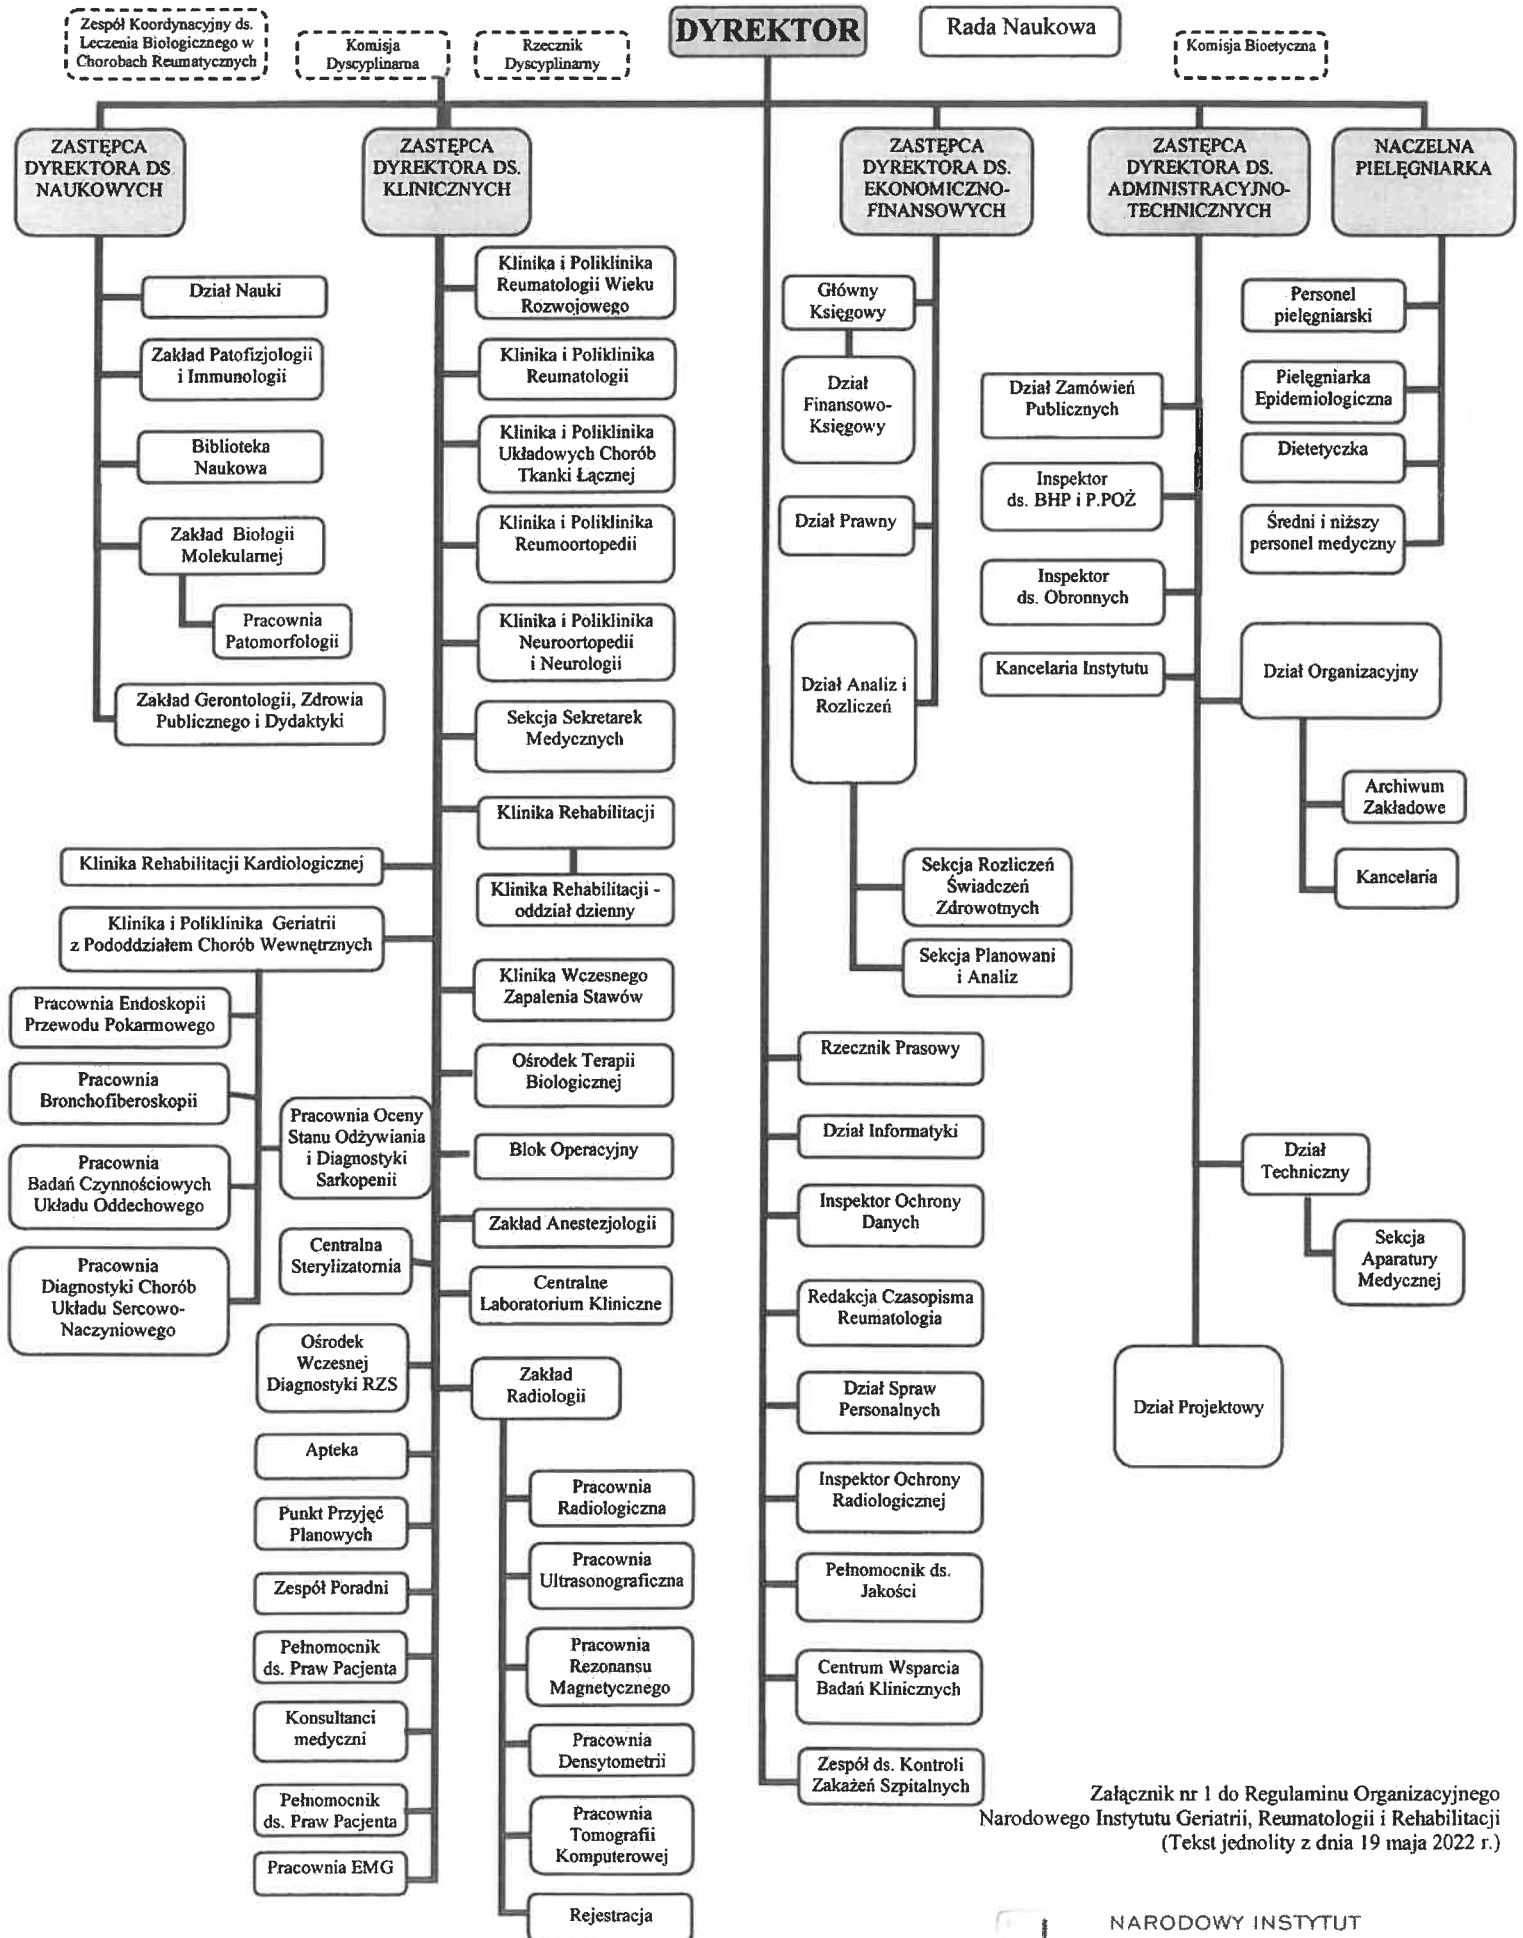 Zespół Koordynacyjny ds.
Leczenia Biologicznego w
Chorobach Reumatycznych
Komisja
Dyscyplinarna
Rzecznik
Dyscyplinarny
DYREKTOR
Rada Naukowa
Komisja Bioetyczna
ZASTĘPCA
DYREKTORA DS
NAUKOWYCH
ZASTĘPCA
DYREKTORA DS.
KLINICZNYCH
ZASTĘPCA
DYREKTORA DS.
EKONOMICZNO-
FINANSOWYCH
ZASTĘPCA
DYREKTORA DS.
ADMINISTRACYJNO-
TECHNICZNYCH
NACZELNA
PIELĘGNIARKA
Dział Nauki
Zakład Patofizjologii
i Immunologii
Biblioteka
Naukowa
Zakład Biologii
Molekularnej
Pracownia
Patomorfologii
Zakład Gerontologii, Zdrowia
Publicznego i Dydaktyki
Klinika i Poliklinika
Reumatologii Wieku
Rozwojowego
Klinika i Poliklinika
Reumatologii
Klinika i Poliklinika
Układowych Chorób
Tkanki Łącznej
Klinika i Poliklinika
Reumoortopedii
Klinika i Poliklinika
Neuroortopedii
i Neurologii
Sekcja Sekretarek
Medycznych
Klinika Rehabilitacji
Klinika Rehabilitacji -
oddział dzienny
Klinika Rehabilitacji Kardiologicznej
Klinika i Poliklinika Geriatrii
z Pododdziałem Chorób Wewnętrznych
Pracownia Endoskopii
Przewodu Pokarmowego
Pracownia
Bronchofiberoskopii
Pracownia
Badań Czynnościowych
Układu Oddechowego
Pracownia
Diagnostyki Chorób
Układu Sercowo-
Naczyniowego
Pracownia Oceny
Stanu Odżywiania
i Diagnostyki
Sarkopenii
Klinika Wczesnego
Zapalenia Stawów
Ośrodek Terapii
Biologicznej
Blok Operacyjny
Zakład Anestezjologii
Centralna
Sterylizatornia
Centralne
Laboratorium Kliniczne
Ośrodek
Wczesnej
Diagnostyki RZS
Zakład
Radiologii
Apteka
Punkt Przyjęć
Planowych
Zespół Poradni
Pełnomocnik
ds. Praw Pacjenta
Konsultanci
medyczni
Pełnomocnik
ds. Praw Pacjenta
Pracownia EMG
Pracownia
Radiologiczna
Pracownia
Ultrasonograficzna
Pracownia
Rezonansu
Magnetycznego
Pracownia
Densytometrii
Pracownia
Tomografii
Komputerowej
Rejestracja
Główny
Księgowy
Dział
Finansowo-
Księgowy
Dział Prawny
Dział Analiz i
Rozliczeń
Sekcja Rozliczeń
Świadczeń
Zdrowotnych
Sekcja Planowani
i Analiz
Rzecznik Prasowy
Dział Informatyki
Inspektor Ochrony
Danych
Redakcja Czasopisma
Reumatologia
Dział Spraw
Personalnych
Inspektor Ochrony
Radiologicznej
Pełnomocnik ds.
Jakości
Centrum Wsparcia
Badań Klinicznych
Zespół ds. Kontroli
Zakażeń Szpitalnych
Dział Zamówień
Publicznych
Inspektor
ds. BHP i P.POŻ
Inspektor
ds. Obronnych
Kancelaria Instytutu
Personel
pielęgniarski
Pielęgniarka
Epidemiologiczna
Dietetyczka
Średni i niższy
personel medyczny
Dział Organizacyjny
Archiwum
Zakładowe
Kancelaria
Dział
Techniczny
Sekcja
Aparatury
Medycznej
Dział Projektowy
Załącznik nr 1 do Regulaminu Organizacyjnego
Narodowego Instytutu Geriatrii, Reumatologii i Rehabilitacji
(Tekst jednolity z dnia 19 maja 2022 r.)
NARODOWY INSTYTUT